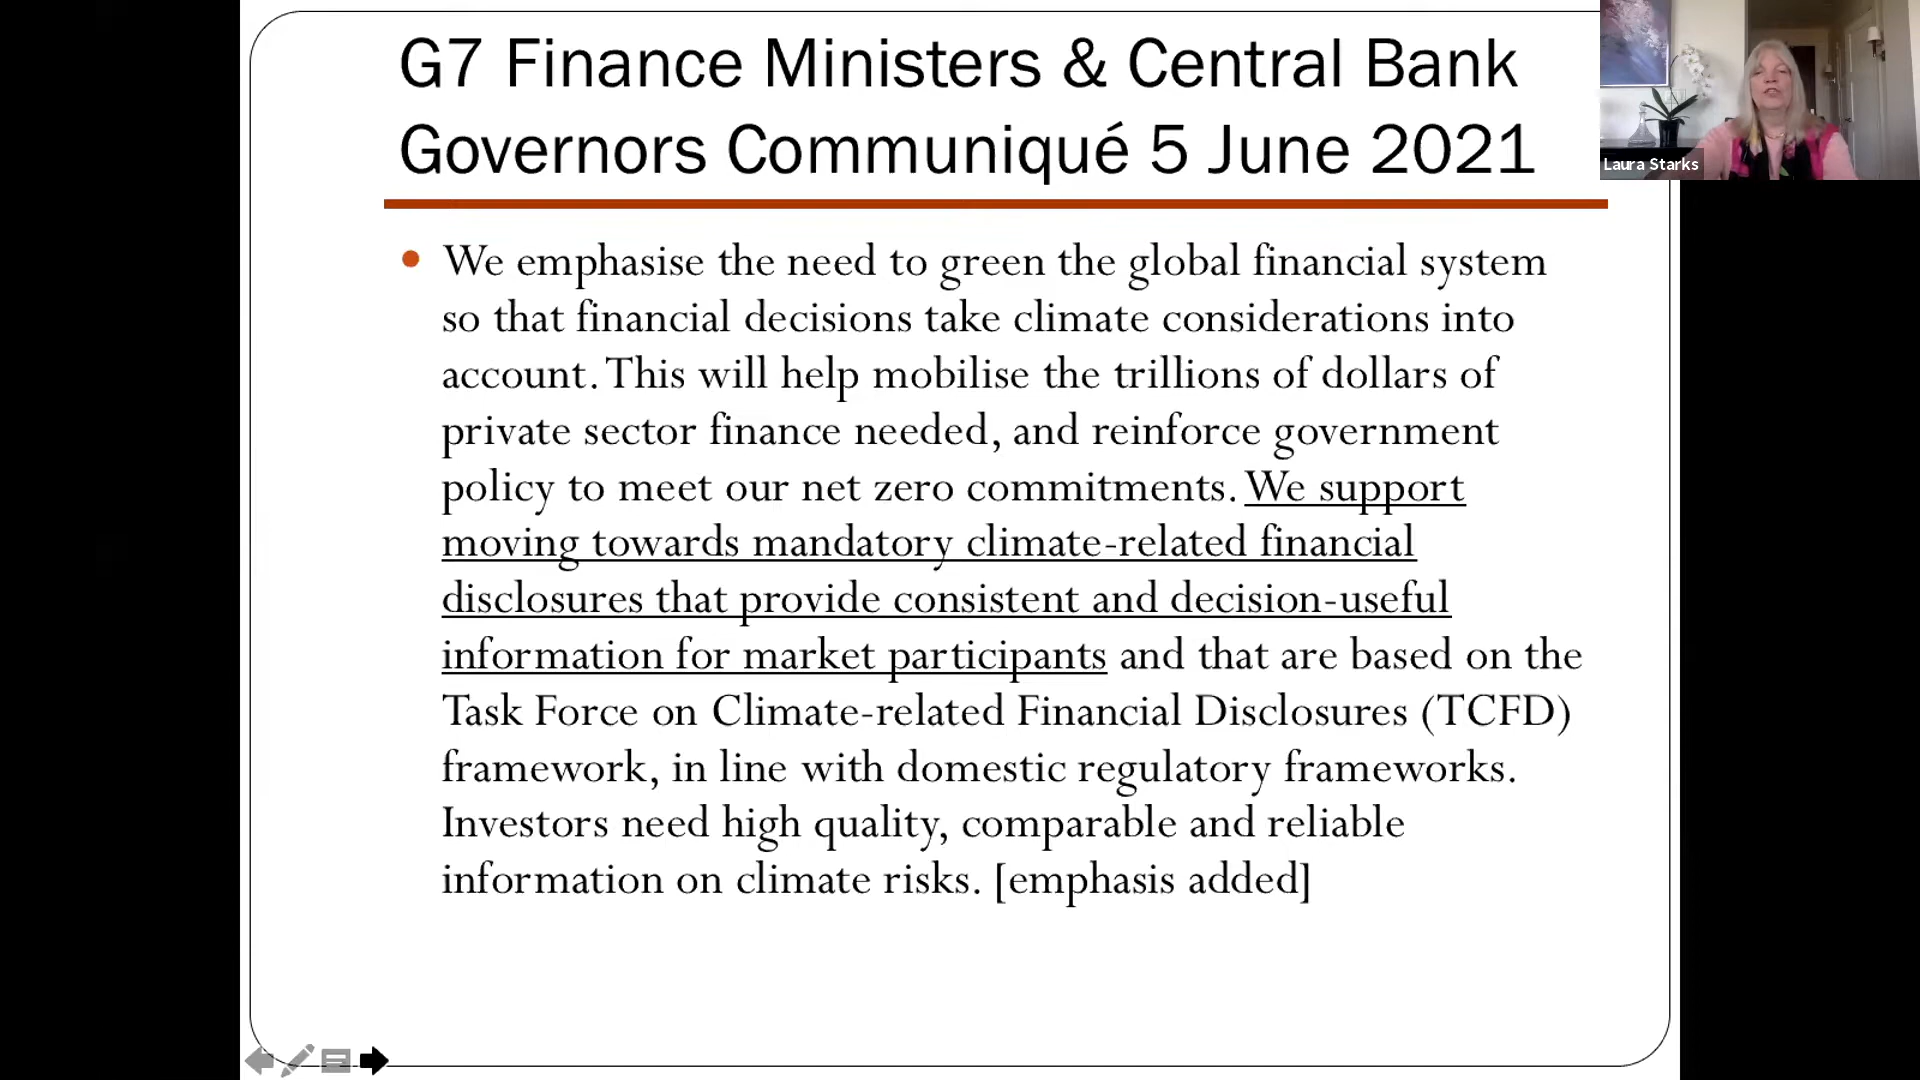 G7 Finance Ministers & Central Bank
Governors Communiqué 5 June 2021
Laura Starks
• We emphasise the need to green the global financial system
so that financial decisions take climate considerations into
account. This will help mobilise the trillions of dollars of
private sector finance needed, and reinforce government
policy to meet our net zero commitments. We support
moving towards mandatory climate-related financial
disclosures that provide consistent and decision-useful
information for market participants and that are based on the
Task Force on Climate-related Financial Disclosures (TCFD)
framework, in line with domestic regulatory frameworks.
Investors need high quality, comparable and reliable
information on climate risks. [emphasis added]